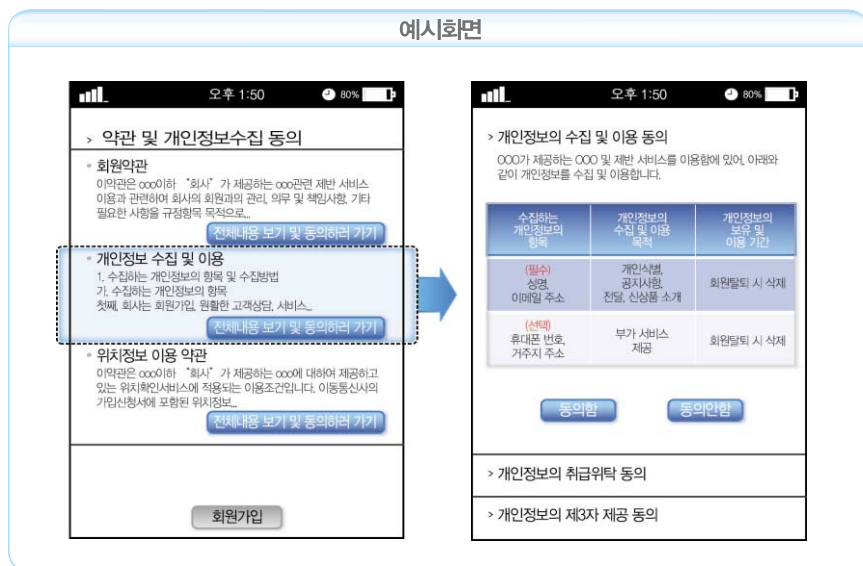 예시화면
오후 1:50
80%
> 약관 및 개인정보수집 동의
회원약관
이약관은 ooo이하 “회사”가 제공하는 ooo관련 제반 서비스
이용과 관련하여 회사의 회원과의 관리, 의무 및 책임사항, 기타
필요한 사항을 규정항목 목적으로...
전체내용 보기 및 동의하러 가기
개인정보 수집 및 이용
1. 수집하는 개인정보의 항목 및 수집방법
가. 수집하는 개인정보의 항목
첫째, 회사는 회원가입, 원활한 고객상담, 서비스...
전체내용 보기 및 동의하러 가기
위치정보 이용 약관
이약관은 ooo이하 “회사”가 제공하는 ooo에 대하여 제공하고
있는 위치확인서비스에 적용되는 이용조건입니다. 이동통신사의
가입신청서에 포함된 위치정보...
전체내용 보기 및 동의하러 가기
회원가입
오후 1:50
80%
> 개인정보의 수집 및 이용 동의
OOO가 제공하는 OOO 및 제반 서비스를 이용함에 있어, 아래와
같이 개인정보를 수집 및 이용합니다.
수집하는
개인정보의
항목
개인정보의
수집 및 이용
목적
개인정보의
보유 및
이용 기간
(필수)
성명,
이메일 주소
개인식별,
공지사항,
전달, 신상품 소개
회원탈퇴 시 삭제
(선택)
휴대폰 번호,
거주지 주소
부가 서비스
제공
회원탈퇴 시 삭제
동의함
동의안함
> 개인정보의 취급위탁 동의
> 개인정보의 제3자 제공 동의